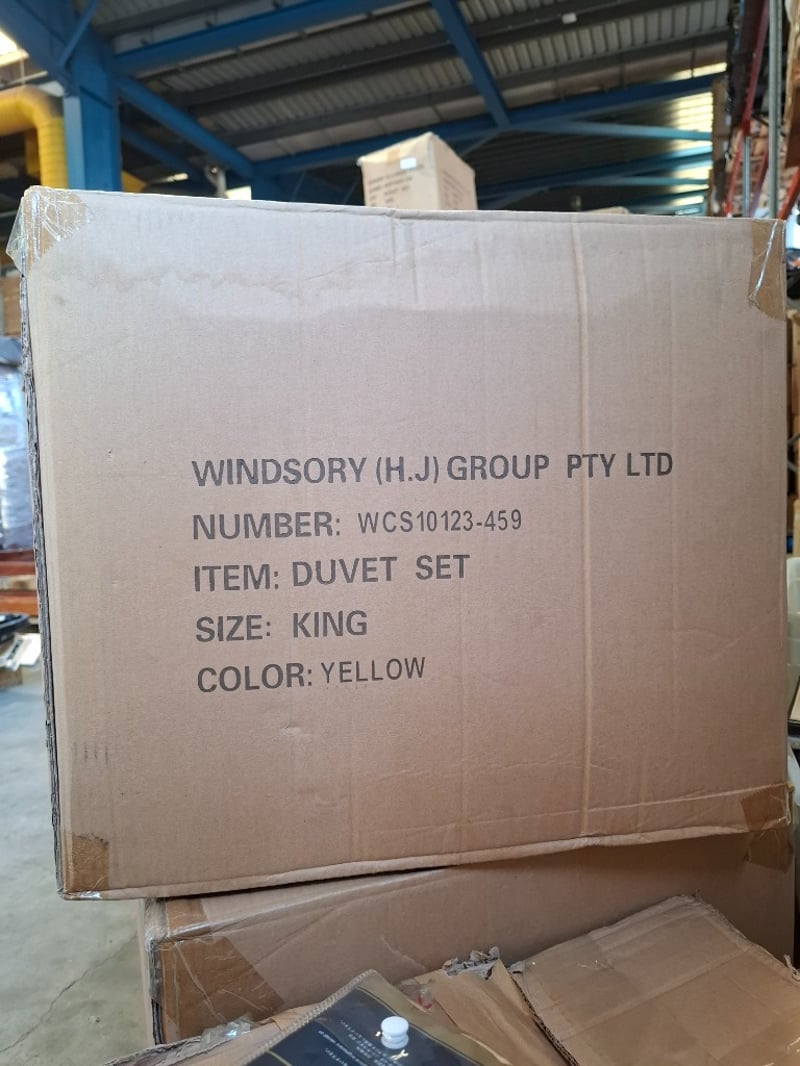 WINDSORY (H.J) GROUP PTY LTD
NUMBER: WCS10123-459
ITEM: DUVET SET
SIZE: KING
COLOR: YELLOW